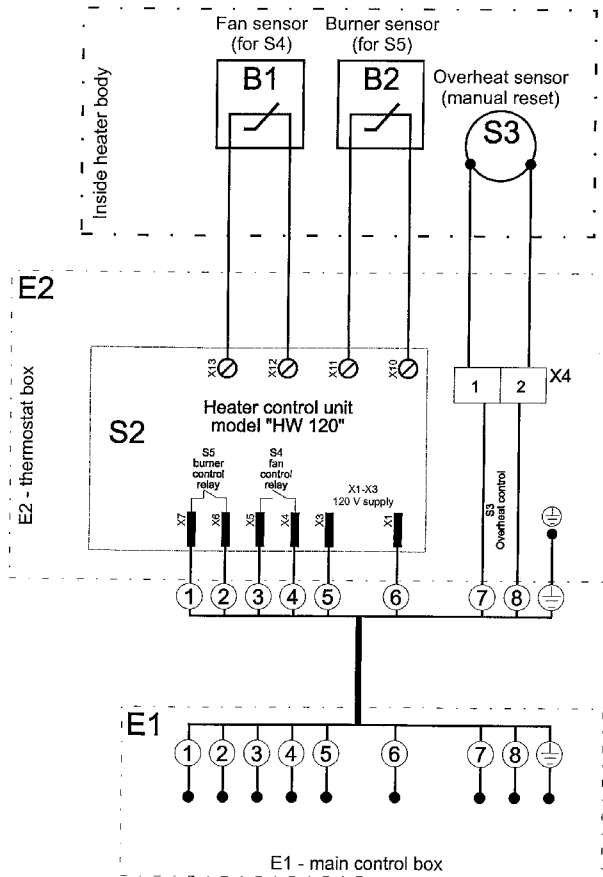 Fan sensor
(for S4)
Burner sensor
(for S5)
B1
B2
Overheat sensor
(manual reset)
S3
Inside heater body
E2
E2 - thermostat box
X13
X12
X11
X10
1
2
X4
Heater control unit
model "HW 120"
S2
S5
burner
control
relay
S4
fan
control
relay
X1-X3
120 V supply
X7
X6
X5
X4
X3
X1
S3
Overheat control
1
2
3
4
5
6
7
8
E1
1
2
3
4
5
6
7
8
E1 - main control box